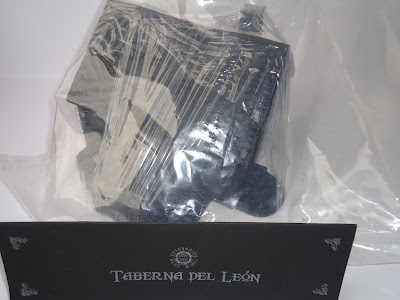 Taberna del León